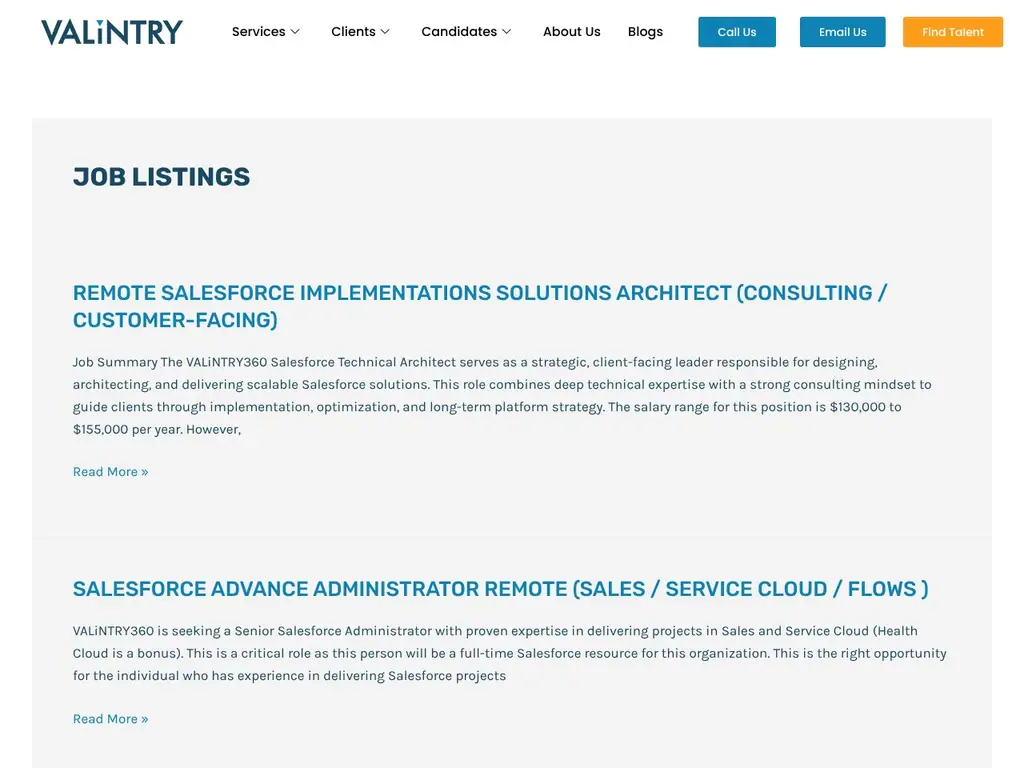 VALiNTRY
Services
Clients
Candidates
About Us
Blogs
Call Us
Email Us
Find Talent
JOB LISTINGS
REMOTE SALESFORCE IMPLEMENTATIONS SOLUTIONS ARCHITECT (CONSULTING /
CUSTOMER-FACING)
Job Summary The VALiNTRY360 Salesforce Technical Architect serves as a strategic, client-facing leader responsible for designing,
architecting, and delivering scalable Salesforce solutions. This role combines deep technical expertise with a strong consulting mindset to
guide clients through implementation, optimization, and long-term platform strategy. The salary range for this position is $130,000 to
$155,000 per year. However,
Read More »
SALESFORCE ADVANCE ADMINISTRATOR REMOTE (SALES / SERVICE CLOUD / FLOWS )
VALiNTRY360 is seeking a Senior Salesforce Administrator with proven expertise in delivering projects in Sales and Service Cloud (Health
Cloud is a bonus). This is a critical role as this person will be a full-time Salesforce resource for this organization. This is the right opportunity
for the individual who has experience in delivering Salesforce projects
Read More »